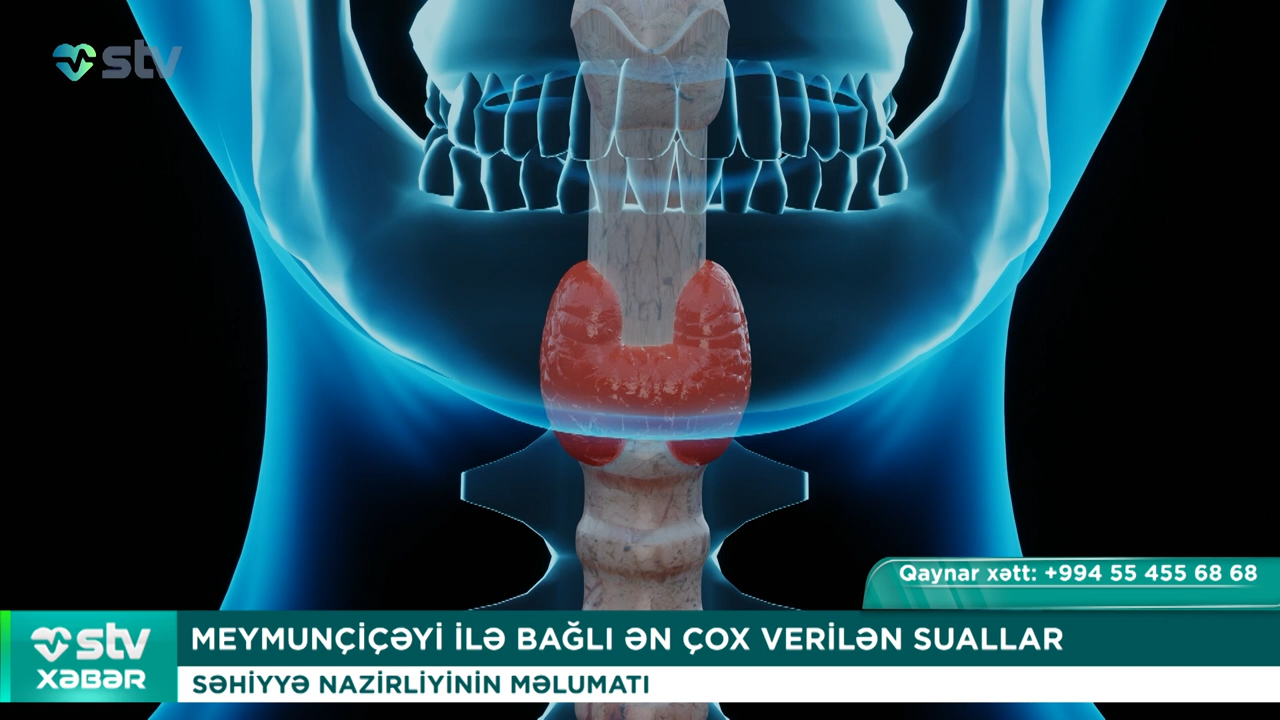 stv
Qaynar xətt: +994 55 455 68 68
stv
XƏBƏR
MEYMUNÇİÇƏYİ İLƏ BAĞLI ƏN ÇOX VERİLƏN SUALLAR
SƏHİYYƏ NAZİRLİYİNİN MƏLUMATI